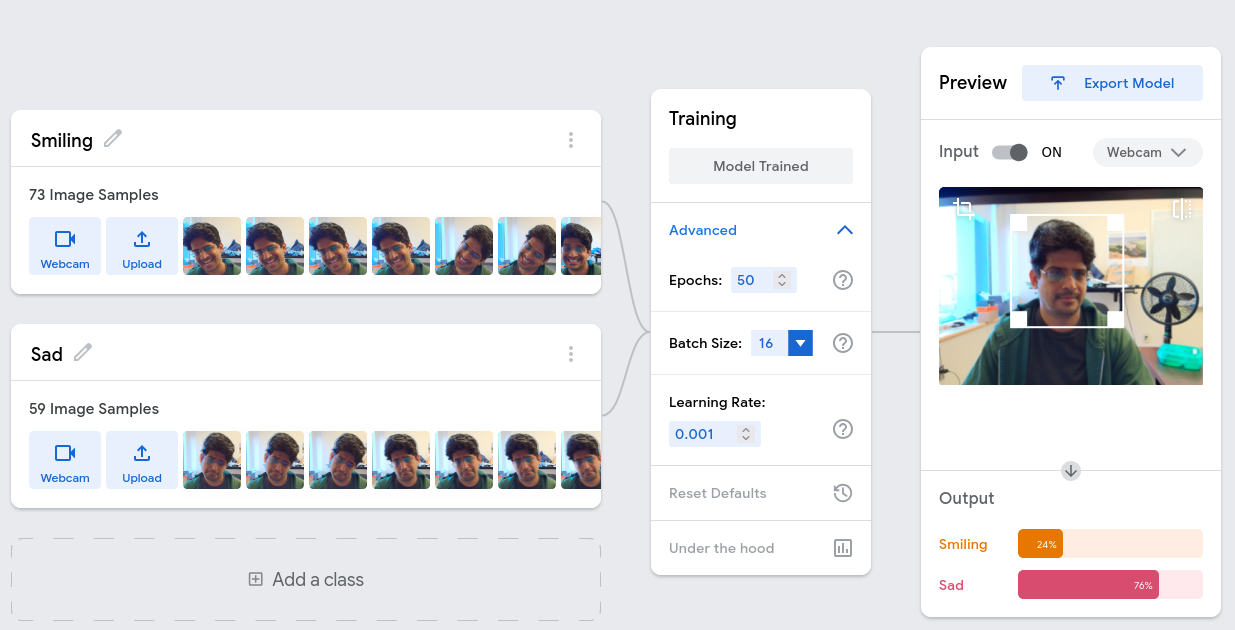 Smiling
73 Image Samples
Webcam
Upload
Sad
59 Image Samples
Webcam
Upload
Add a class
Training
Model Trained
Advanced
Epochs: 50
Batch Size: 16
Learning Rate:
0.001
Reset Defaults
Under the hood
Preview
Export Model
Input ON Webcam
Output
Smiling 24%
Sad 76%